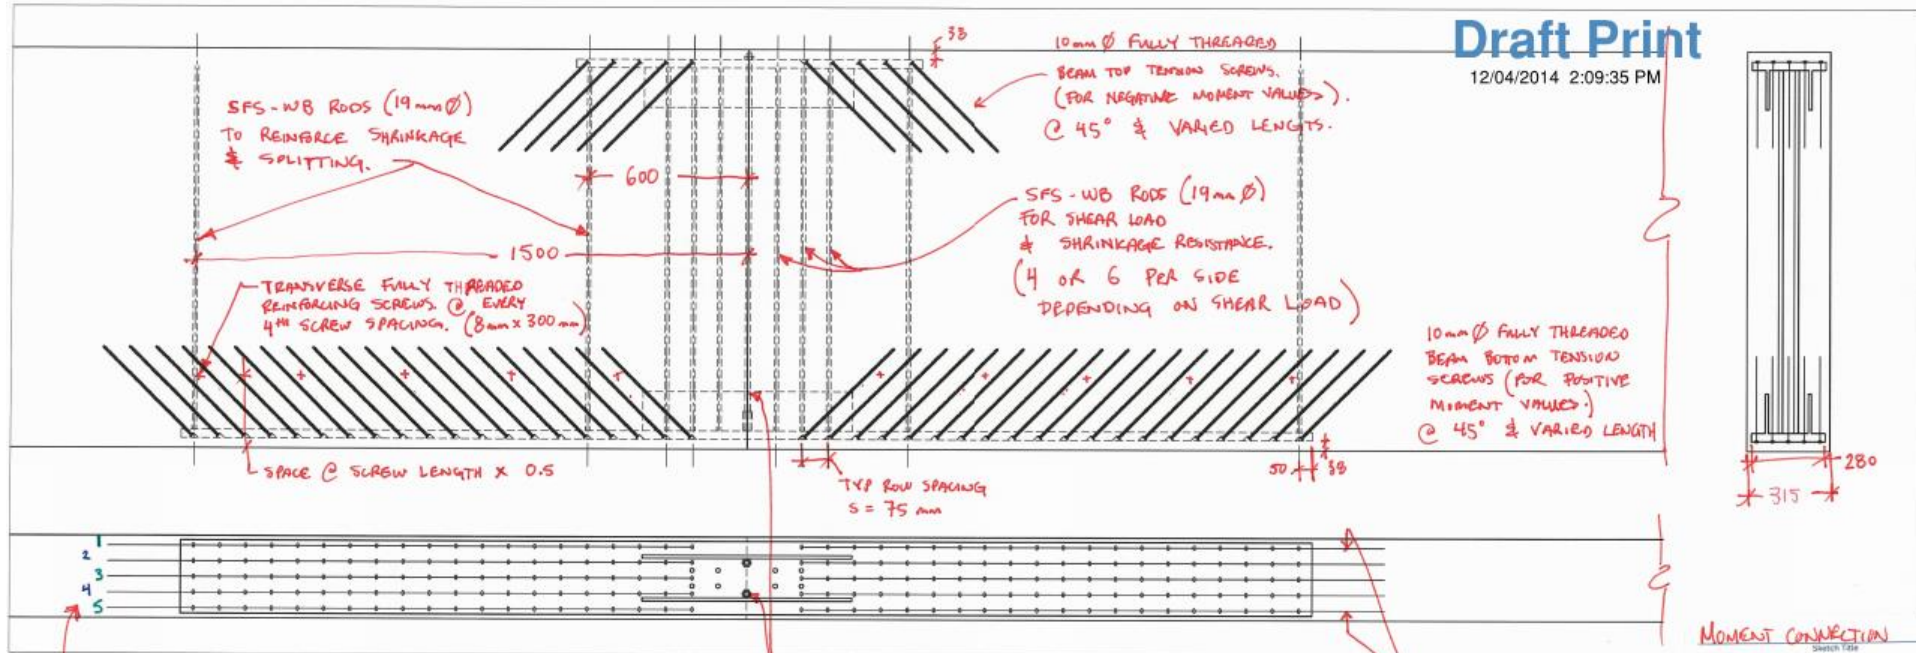 33
Draft Print
12/04/2014 2:09:35 PM
10mm Ø FULLY THREADED
BEAM TOP TENSION SCREWS.
(FOR NEGATIVE MOMENT VALUES).
@ 45° & VARIED LENGTS.
SFS-WB RODS (19mm Ø)
TO REINFORCE SHRINKAGE
& SPLITTING.
600
SFS-WB RODS (19mm Ø)
FOR SHEAR LOAD
& SHRINKAGE RESISTANCE.
(4 OR 6 PER SIDE
DEPENDING ON SHEAR LOAD)
1500
TRANSVERSE FULLY THREADED
REINFORCING SCREWS. @ EVERY
4TH SCREW SPACING. (8mm x 300mm)
10mm Ø FULLY THREADED
BEAM BOTTOM TENSION
SCREWS (FOR POSITIVE
MOMENT VALUES.)
@ 45° & VARIED LENGTH
SPACE @ SCREW LENGTH x 0.5
TYP ROW SPACING
S = 75 mm
50
38
280
315
1
2
3
4
5
MOMENT CONNECTION
Sketch Title